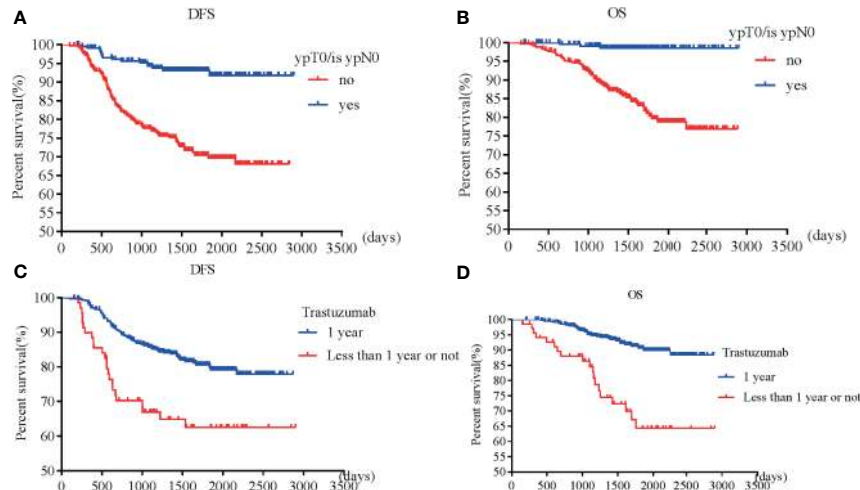 A
DFS
ypT0/is ypN0
no
yes
Percent survival(%)
100
95
90
85
80
75
70
65
60
55
50
0 500 1000 1500 2000 2500 3000 3500
(days)
B
OS
ypT0/is ypN0
no
yes
Percent survival(%)
100
95
90
85
80
75
70
65
60
55
50
0 500 1000 1500 2000 2500 3000 3500
(days)
C
DFS
Trastuzumab
1 year
Less than 1 year or not
Percent survival(%)
100
90
80
70
60
50
0 500 1000 1500 2000 2500 3000 3500
(days)
D
OS
Trastuzumab
1 year
Less than 1 year or not
Percent survival(%)
100
95
90
85
80
75
70
65
60
55
50
0 500 1000 1500 2000 2500 3000 3500
(days)